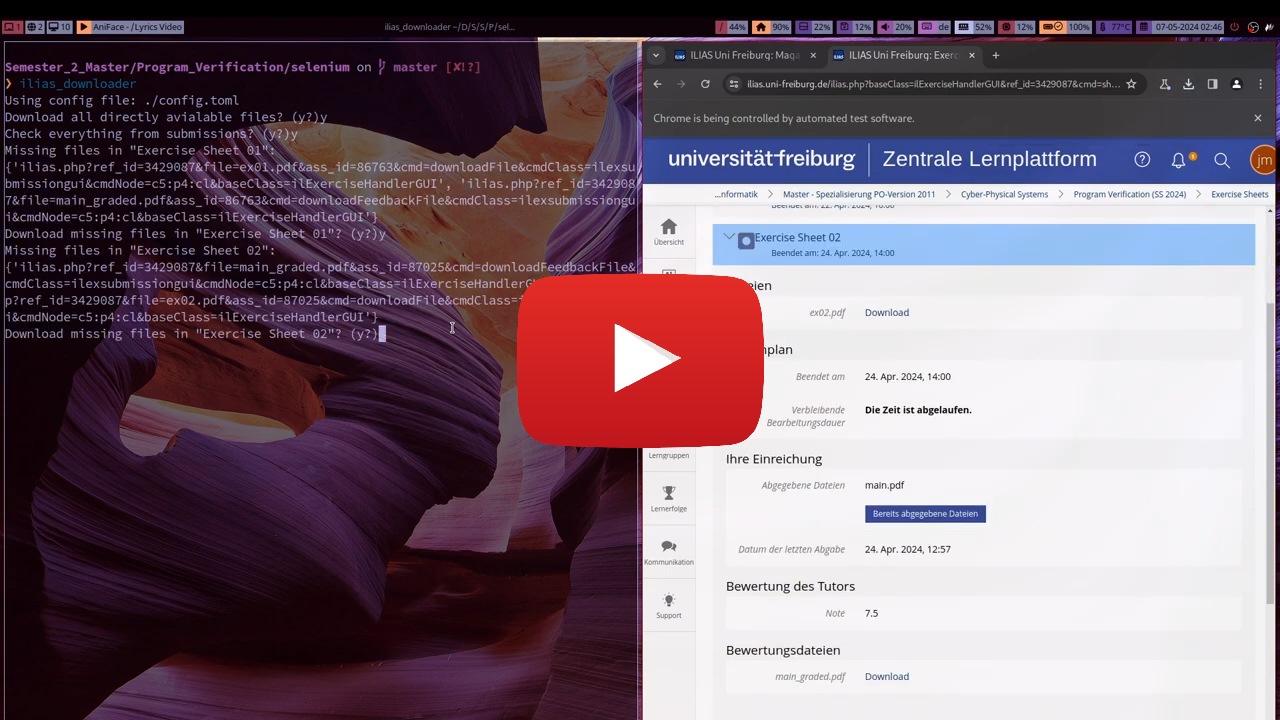 1 2 10 AniFace - /Lyrics Video
ilias_downloader ~/D/S/S/P/sel...
44% 90% 22% 12% 20% de 52% 12% 100% 77°C 07-05-2024 02:46
Semester_2_Master/Program_Verification/selenium on master [✘!?]
❯ ilias_downloader
Using config file: ./config.toml
Download all directly avialable files? (y?)y
Check everything from submissions? (y?)y
Missing files in "Exercise Sheet 01":
{'ilias.php?ref_id=3429087&file=ex01.pdf&ass_id=86763&cmd=downloadFile&cmdClass=ilexsu
bmissiongui&cmdNode=c5:p4:cl&baseClass=ilExerciseHandlerGUI', 'ilias.php?ref_id=342908
7&file=main_graded.pdf&ass_id=86763&cmd=downloadFeedbackFile&cmdClass=ilexsubmissiongu
i&cmdNode=c5:p4:cl&baseClass=ilExerciseHandlerGUI'}
Download missing files in "Exercise Sheet 01"? (y?)y
Missing files in "Exercise Sheet 02":
{'ilias.php?ref_id=3429087&file=main_graded.pdf&ass_id=87025&cmd=downloadFeedbackFile&
cmdClass=ilexsubmissiongui&cmdNode=c5:p4:cl&baseClass=ilExerciseHandlerG
p?ref_id=3429087&file=ex02.pdf&ass_id=87025&cmd=downloadFile&cmdClass=
i&cmdNode=c5:p4:cl&baseClass=ilExerciseHandlerGUI'}
Download missing files in "Exercise Sheet 02"? (y?)
ILIAS Uni Freiburg: Maga
ILIAS Uni Freiburg: Exerc
ilias.uni-freiburg.de/ilias.php?baseClass=ilExerciseHandlerGUI&ref_id=3429087&cmd=sh...
Chrome is being controlled by automated test software.
universität freiburg Zentrale Lernplattform
jm
...nformatik Master - Spezialisierung PO-Version 2011 Cyber-Physical Systems Program Verification (SS 2024) Exercise Sheets
Beendet am: 22. Apr. 2024, 16:00
Übersicht
Exercise Sheet 02
Beendet am: 24. Apr. 2024, 14:00
ien
ex02.pdf Download
nplan
Beendet am 24. Apr. 2024, 14:00
Verbleibende Die Zeit ist abgelaufen.
Bearbeitungsdauer
Lerngruppen
Ihre Einreichung
Abgegebene Dateien main.pdf
Lernerfolge
Bereits abgegebene Dateien
Datum der letzten Abgabe 24. Apr. 2024, 12:57
Kommunikation
Bewertung des Tutors
Support
Note 7.5
Bewertungsdateien
main_graded.pdf Download